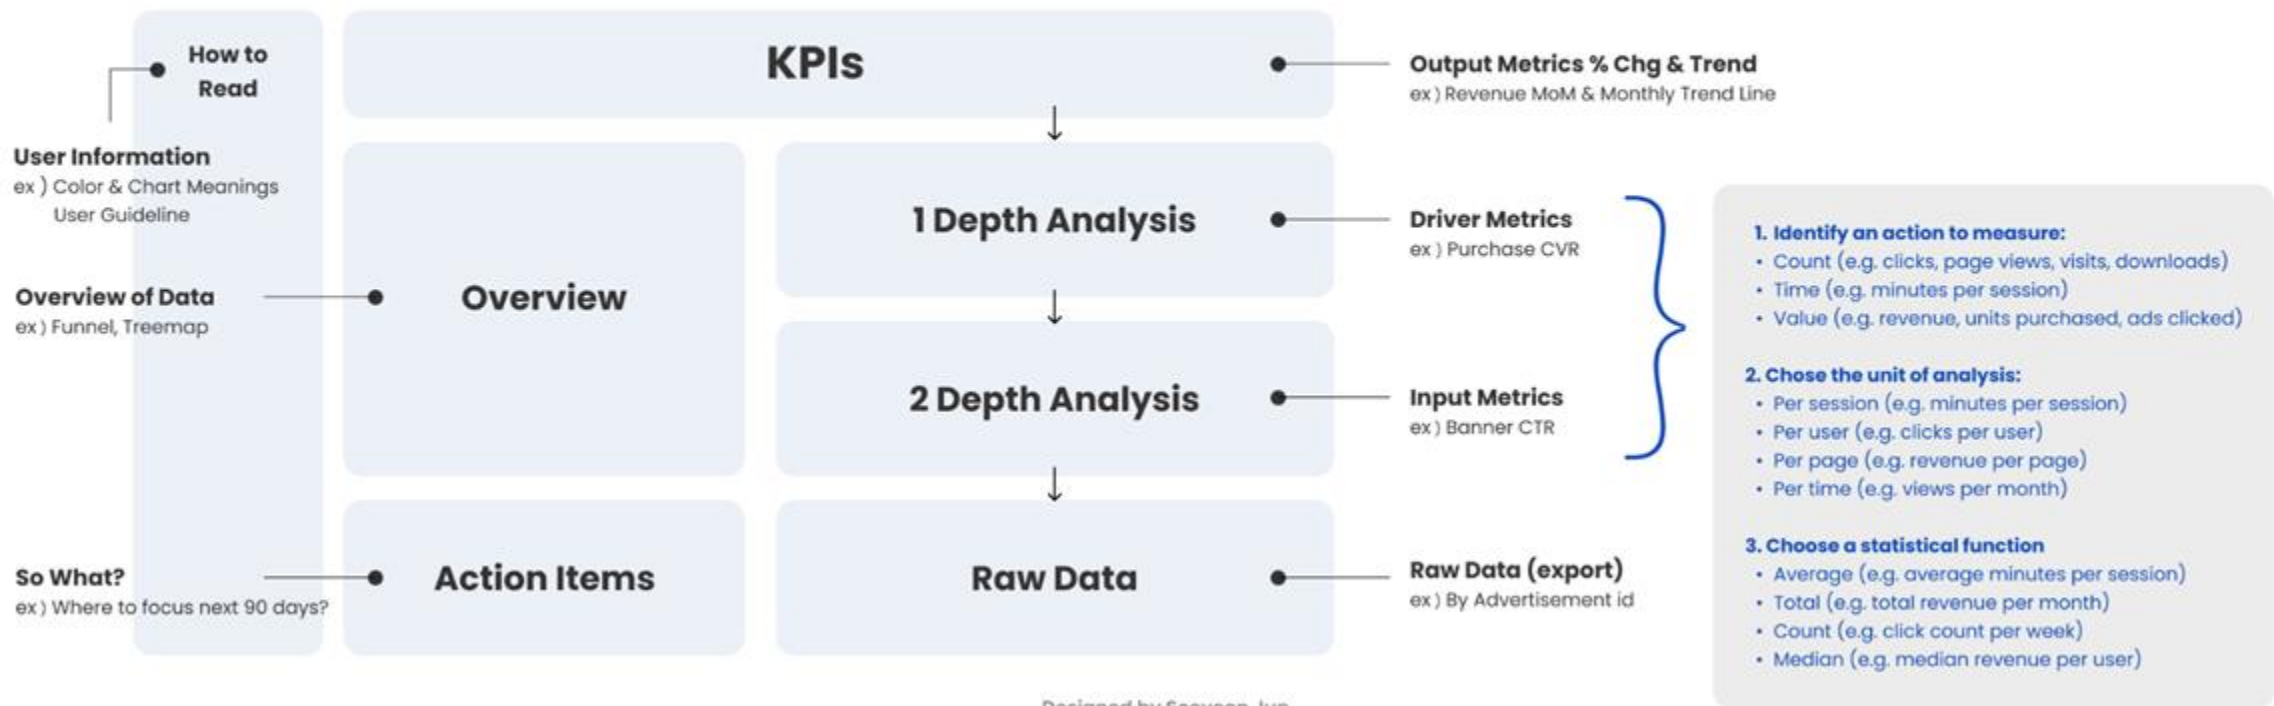 How to
Read
KPIs
Output Metrics % Chg & Trend
ex ) Revenue MoM & Monthly Trend Line
User Information
ex ) Color & Chart Meanings
User Guideline
Overview of Data
ex ) Funnel, Treemap
Overview
1 Depth Analysis
Driver Metrics
ex ) Purchase CVR
2 Depth Analysis
Input Metrics
ex ) Banner CTR
So What?
ex ) Where to focus next 90 days?
Action Items
Raw Data
Raw Data (export)
ex ) By Advertisement id
1. Identify an action to measure:
• Count (e.g. clicks, page views, visits, downloads)
• Time (e.g. minutes per session)
• Value (e.g. revenue, units purchased, ads clicked)
2. Chose the unit of analysis:
• Per session (e.g. minutes per session)
• Per user (e.g. clicks per user)
• Per page (e.g. revenue per page)
• Per time (e.g. views per month)
3. Choose a statistical function
• Average (e.g. average minutes per session)
• Total (e.g. total revenue per month)
• Count (e.g. click count per week)
• Median (e.g. median revenue per user)
Designed by